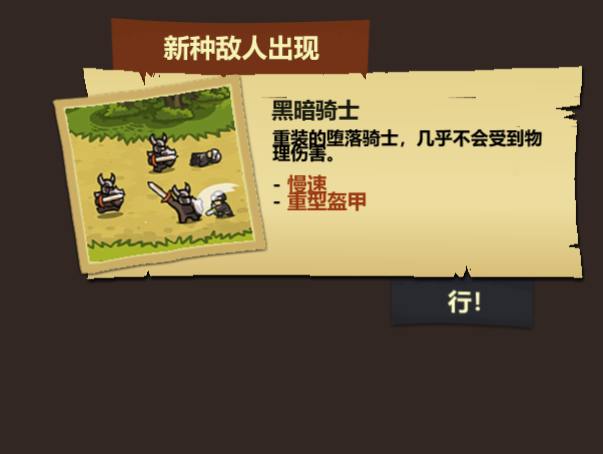 新种敌人出现
黑暗骑士
重装的堕落骑士，几乎不会受到物
理伤害。
- 慢速
- 重型盔甲
行！